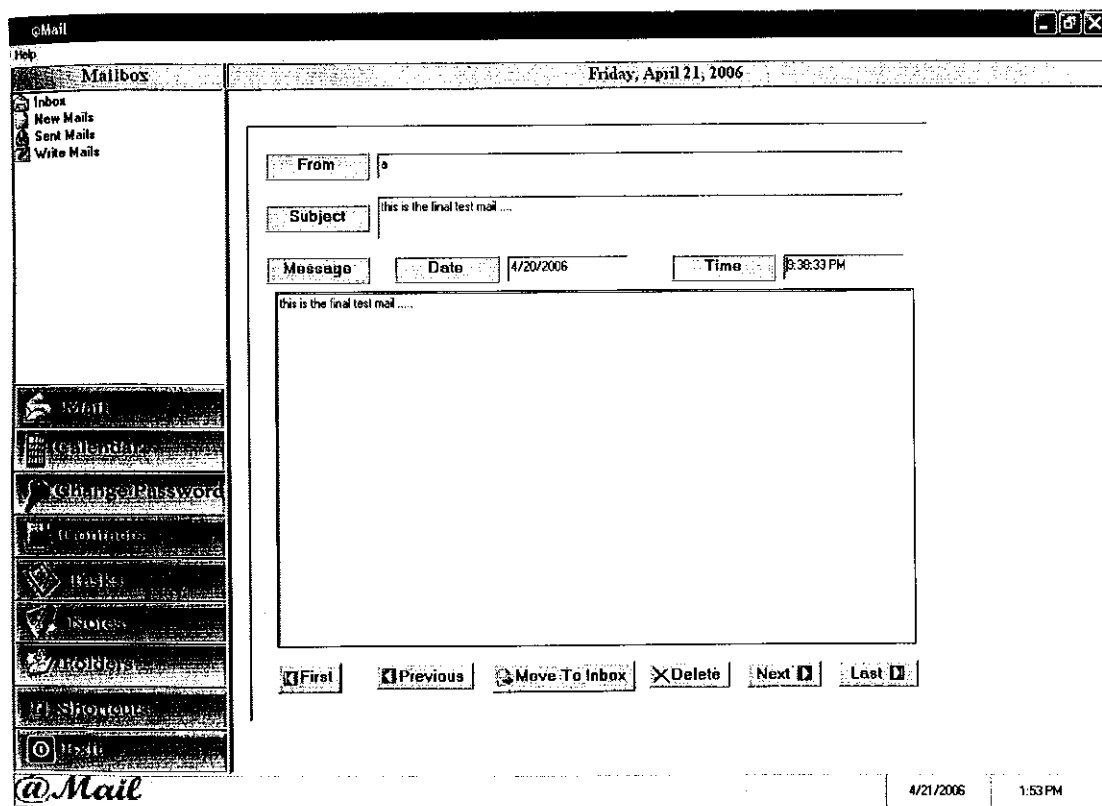 @Mail
Help
Mailbox
Friday, April 21, 2006
Inbox
New Mails
Sent Mails
Write Mails
From
a
Subject
this is the final test mail ....
Message
Date
4/20/2006
Time
9:38:33 PM
this is the final test mail .....
Mail
Calendar
Change Password
Contacts
Tasks
Notes
Folders
Shortcuts
Exit
First
Previous
Move To Inbox
Delete
Next
Last
@Mail
4/21/2006
1:53 PM